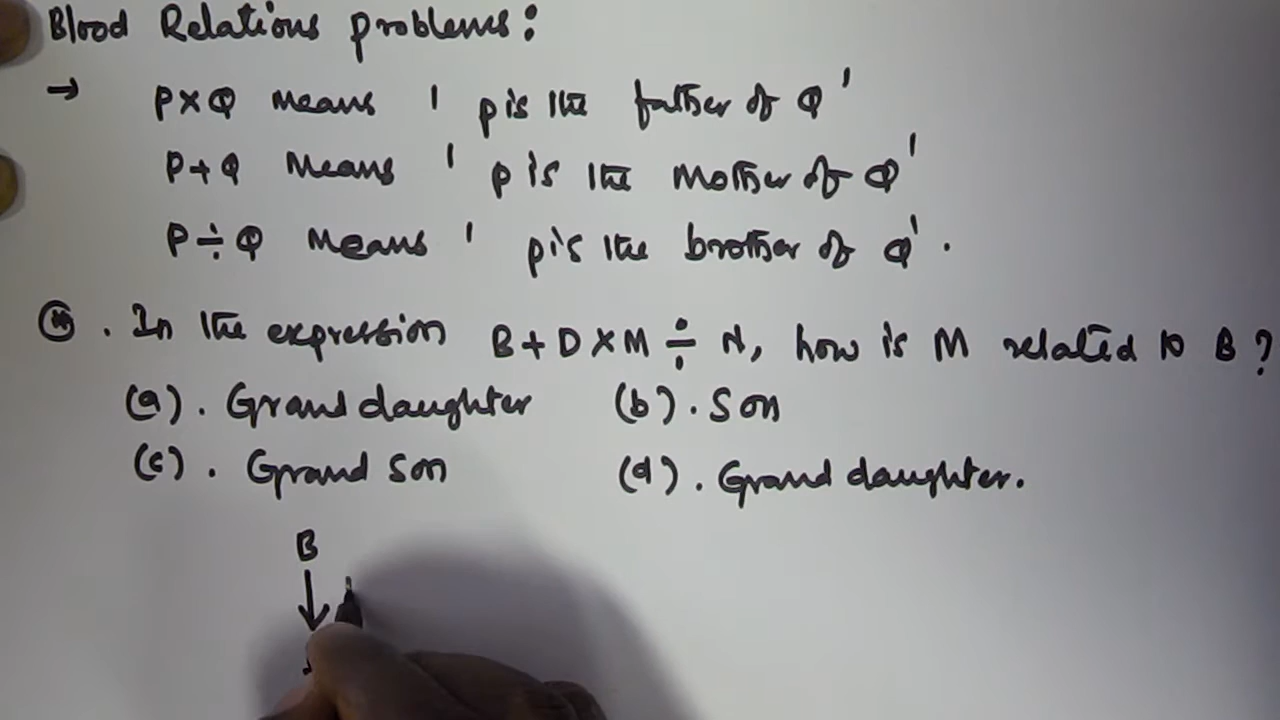 Blood Relations problems:
→ P×Q means ' p is the father of Q'
P+Q Means ' p is the Mother of Q'
P÷Q Means ' p is the brother of Q'.
. In the expression B+D×M÷N, how is M related to B?
(a). Grand daughter (b). Son
(c). Grand Son (d). Grand daughter.
B